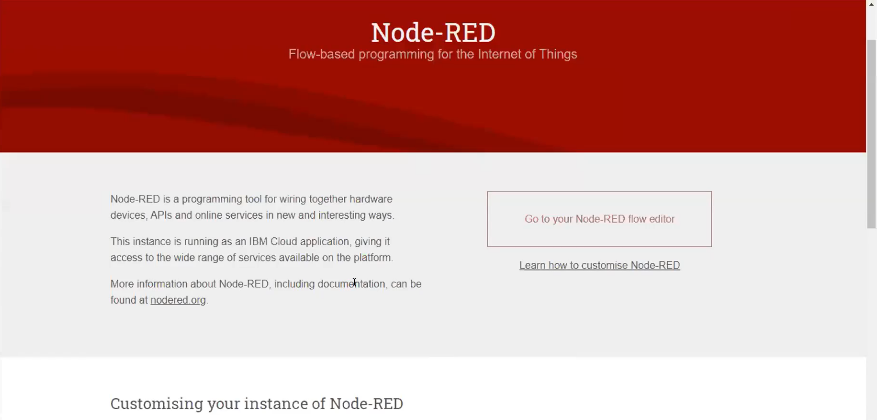 Node-RED
Flow-based programming for the Internet of Things
Node-RED is a programming tool for wiring together hardware
devices, APIs and online services in new and interesting ways.
This instance is running as an IBM Cloud application, giving it
access to the wide range of services available on the platform.
More information about Node-RED, including documentation, can be
found at nodered.org.
Go to your Node-RED flow editor
Learn how to customise Node-RED
Customising your instance of Node-RED